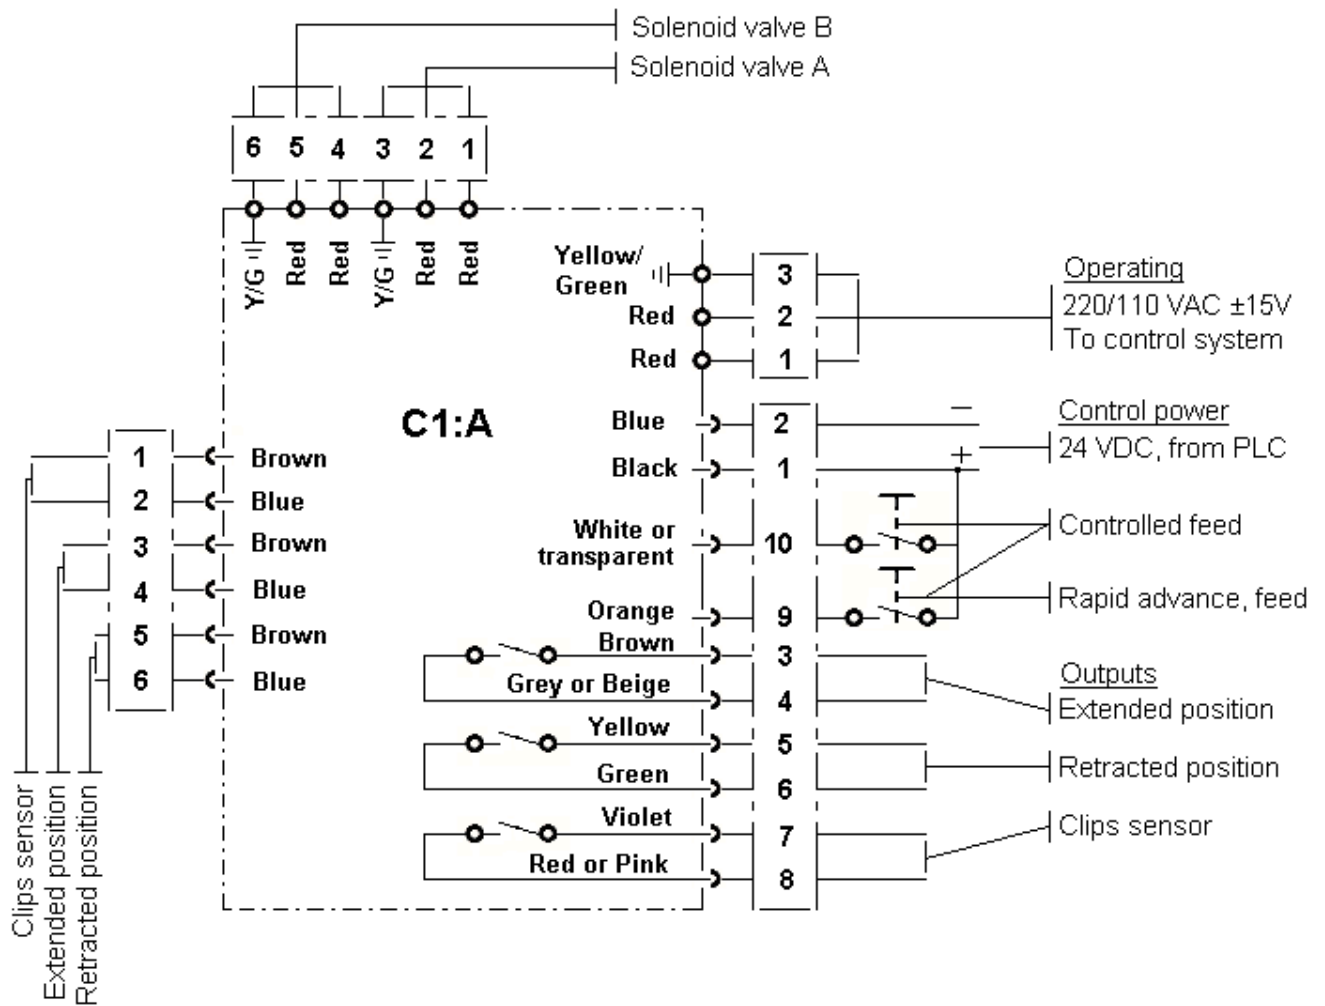 Solenoid valve B
Solenoid valve A
6 5 4 3 2 1
Y/G Red Red Y/G Red Red
Yellow/
Green
3
Red
2
Red
1
Operating
220/110 VAC ±15V
To control system
C1:A
Blue
2
−
Control power
Black
1
+
24 VDC, from PLC
White or
transparent
10
Controlled feed
Orange
9
Rapid advance, feed
Brown
3
Grey or Beige
4
Outputs
Extended position
Yellow
5
Green
6
Retracted position
Violet
7
Red or Pink
8
Clips sensor
1
Brown
2
Blue
3
Brown
4
Blue
5
Brown
6
Blue
Clips sensor
Extended position
Retracted position